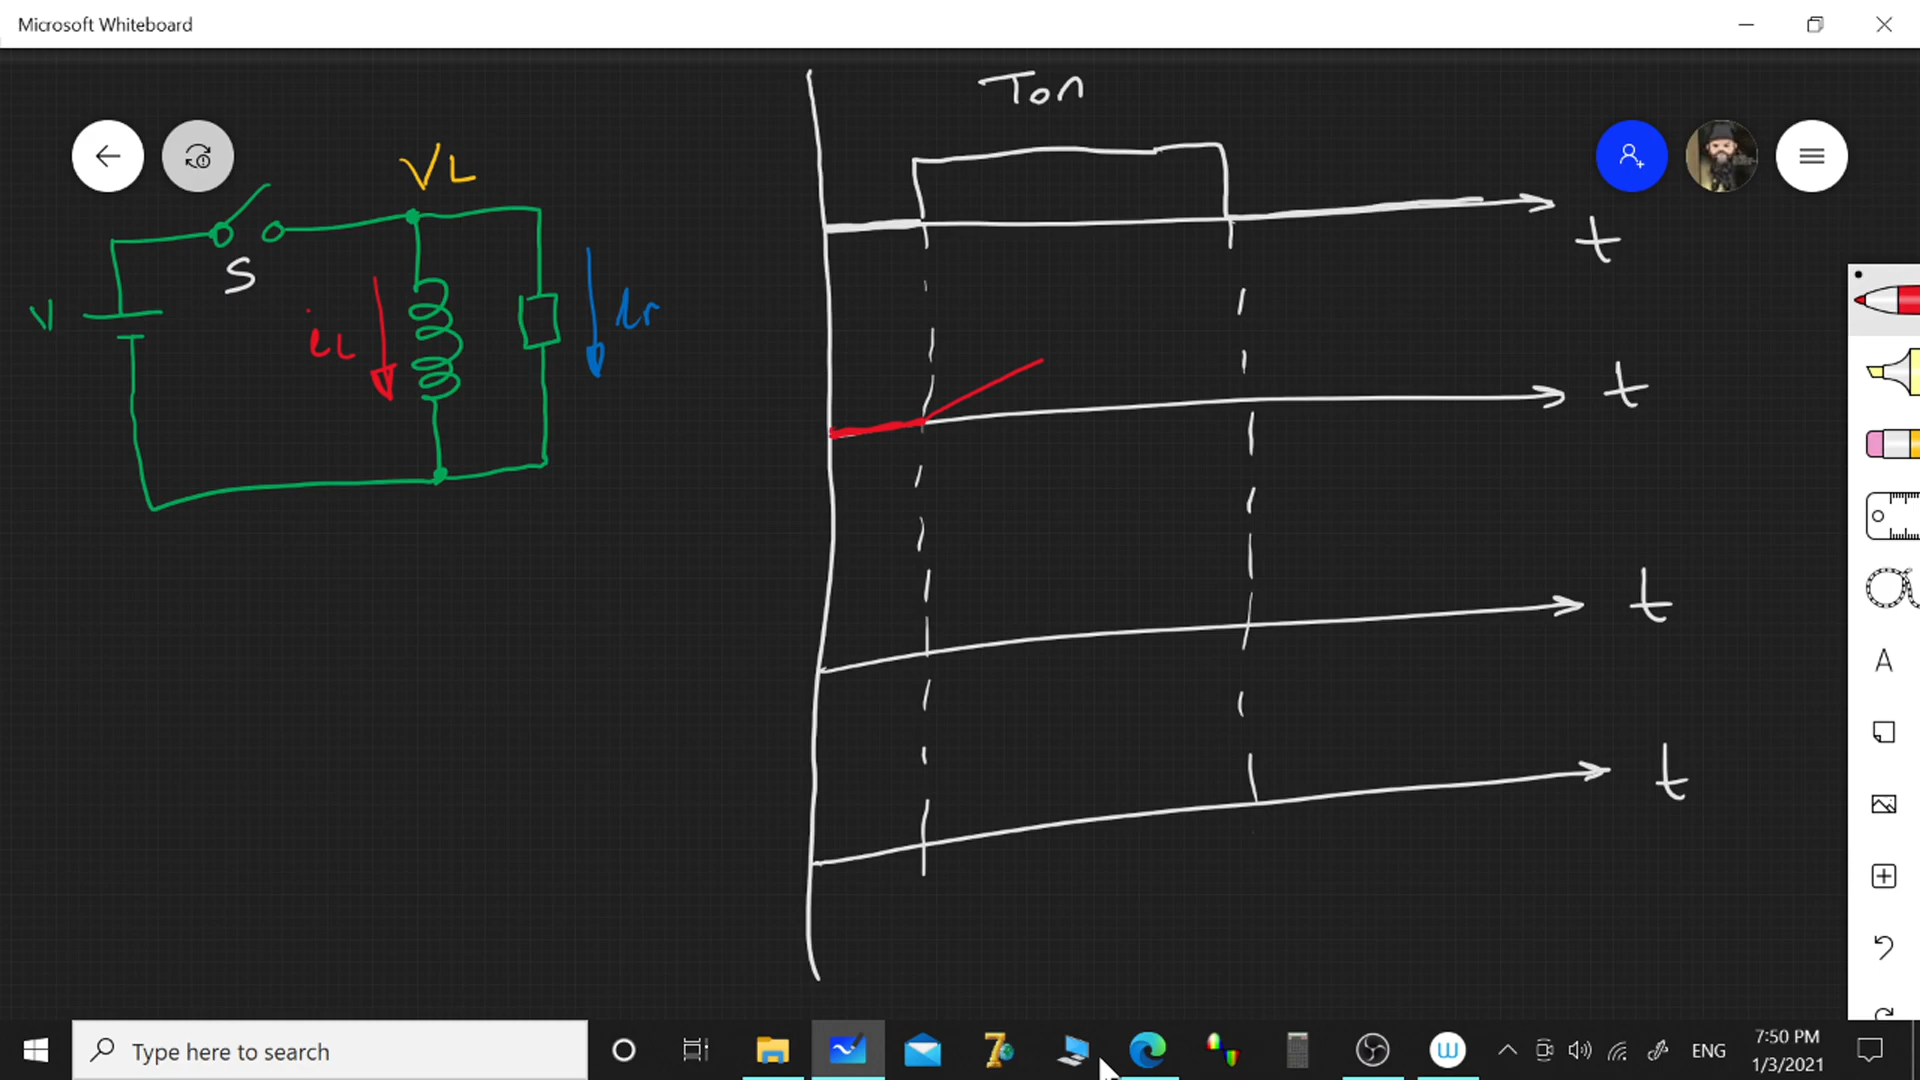 Microsoft Whiteboard
Ton
VL
S
V
iL
ir
t
t
t
t
A
Type here to search
ENG
7:50 PM
1/3/2021